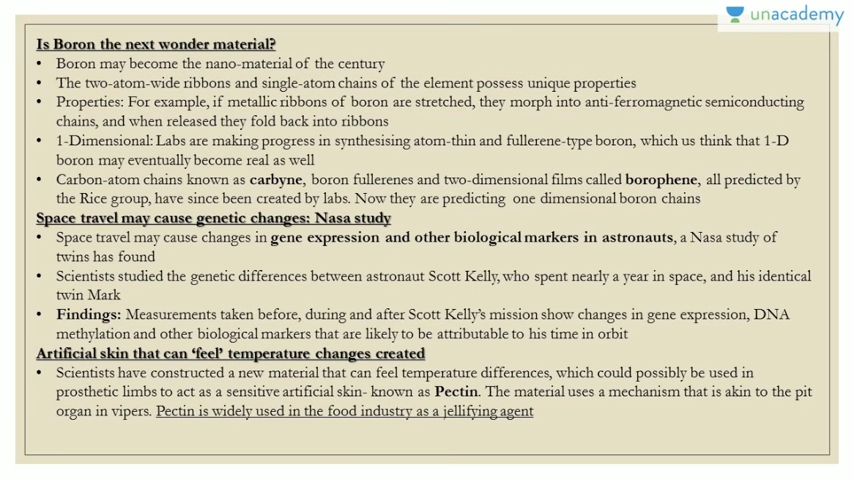 unacademy
Is Boron the next wonder material?
• Boron may become the nano-material of the century
• The two-atom-wide ribbons and single-atom chains of the element possess unique properties
• Properties: For example, if metallic ribbons of boron are stretched, they morph into anti-ferromagnetic semiconducting
chains, and when released they fold back into ribbons
• 1-Dimensional: Labs are making progress in synthesising atom-thin and fullerene-type boron, which us think that 1-D
boron may eventually become real as well
• Carbon-atom chains known as carbyne, boron fullerenes and two-dimensional films called borophene, all predicted by
the Rice group, have since been created by labs. Now they are predicting one dimensional boron chains
Space travel may cause genetic changes: Nasa study
• Space travel may cause changes in gene expression and other biological markers in astronauts, a Nasa study of
twins has found
• Scientists studied the genetic differences between astronaut Scott Kelly, who spent nearly a year in space, and his identical
twin Mark
• Findings: Measurements taken before, during and after Scott Kelly's mission show changes in gene expression, DNA
methylation and other biological markers that are likely to be attributable to his time in orbit
Artificial skin that can 'feel' temperature changes created
• Scientists have constructed a new material that can feel temperature differences, which could possibly be used in
prosthetic limbs to act as a sensitive artificial skin- known as Pectin. The material uses a mechanism that is akin to the pit
organ in vipers. Pectin is widely used in the food industry as a jellifying agent